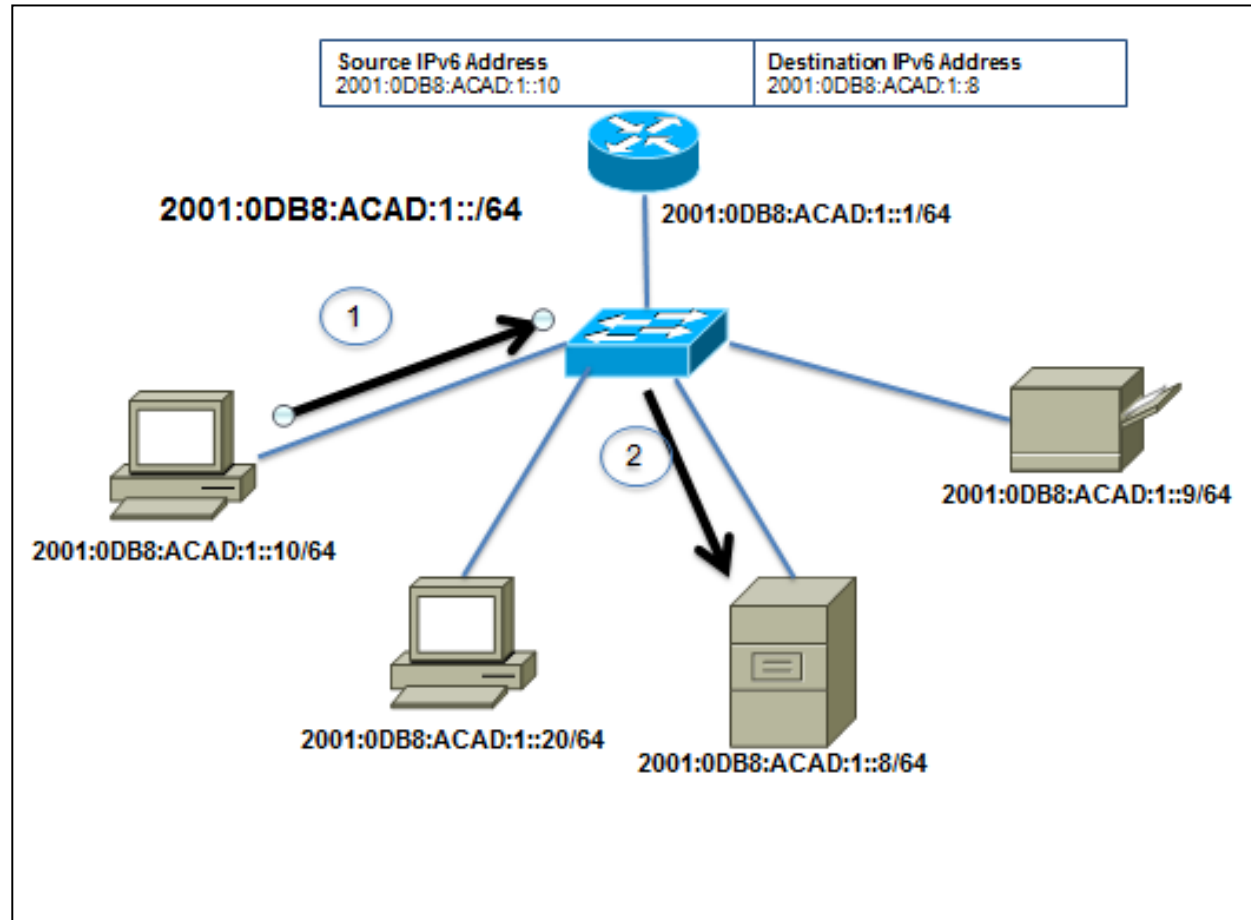 Source IPv6 Address
2001:0DB8:ACAD:1::10
Destination IPv6 Address
2001:0DB8:ACAD:1::8
2001:0DB8:ACAD:1::/64
2001:0DB8:ACAD:1::1/64
1
2
2001:0DB8:ACAD:1::9/64
2001:0DB8:ACAD:1::10/64
2001:0DB8:ACAD:1::20/64
2001:0DB8:ACAD:1::8/64